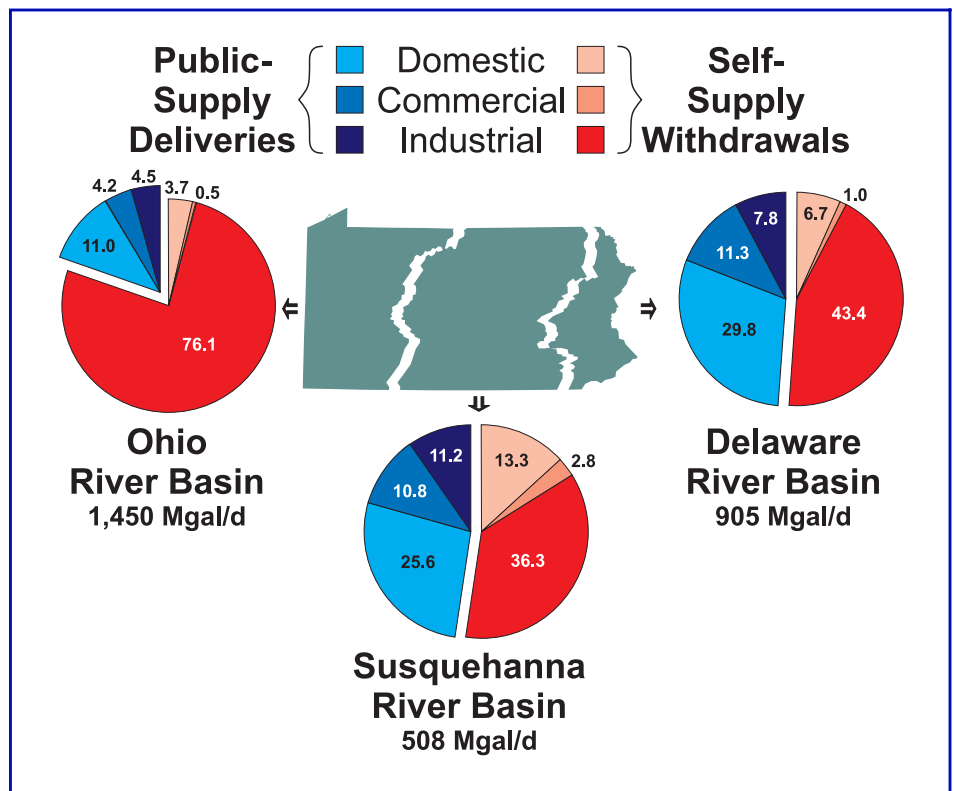 Public-
Supply
Deliveries
Domestic
Commercial
Industrial
Self-
Supply
Withdrawals
4.2
4.5
3.7
0.5
11.0
76.1
Ohio
River Basin
1,450 Mgal/d
11.2
13.3
2.8
10.8
25.6
36.3
Susquehanna
River Basin
508 Mgal/d
7.8
6.7
1.0
11.3
29.8
43.4
Delaware
River Basin
905 Mgal/d